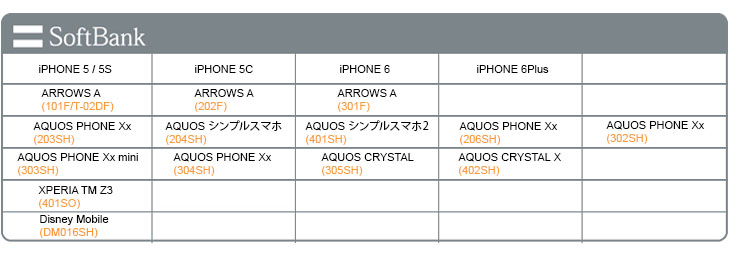 SoftBank
iPHONE 5 / 5S iPHONE 5C iPHONE 6 iPHONE 6Plus
ARROWS A ARROWS A ARROWS A
(101F/T-02DF) (202F) (301F)
AQUOS PHONE Xx AQUOS シンプルスマホ AQUOS シンプルスマホ2 AQUOS PHONE Xx AQUOS PHONE Xx
(203SH) (204SH) (401SH) (206SH) (302SH)
AQUOS PHONE Xx mini AQUOS PHONE Xx AQUOS CRYSTAL AQUOS CRYSTAL X
(303SH) (304SH) (305SH) (402SH)
XPERIA TM Z3
(401SO)
Disney Mobile
(DM016SH)